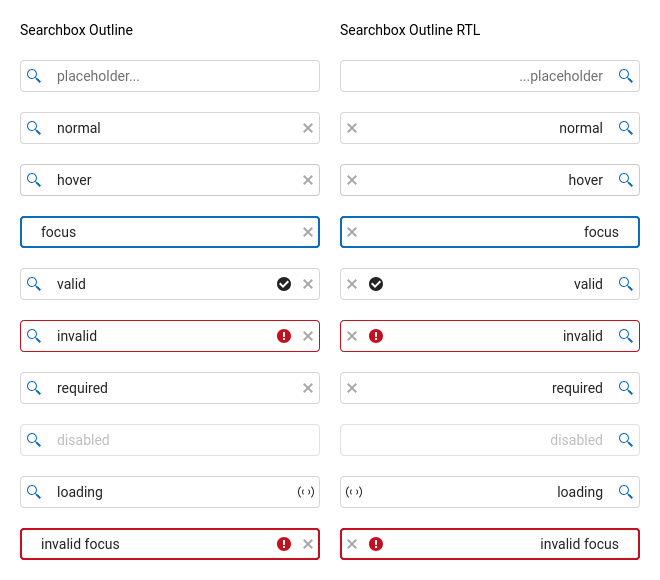 Searchbox Outline
Searchbox Outline RTL
placeholder...
...placeholder
normal
normal
hover
hover
focus
focus
valid
valid
invalid
invalid
required
required
disabled
disabled
loading
loading
invalid focus
invalid focus